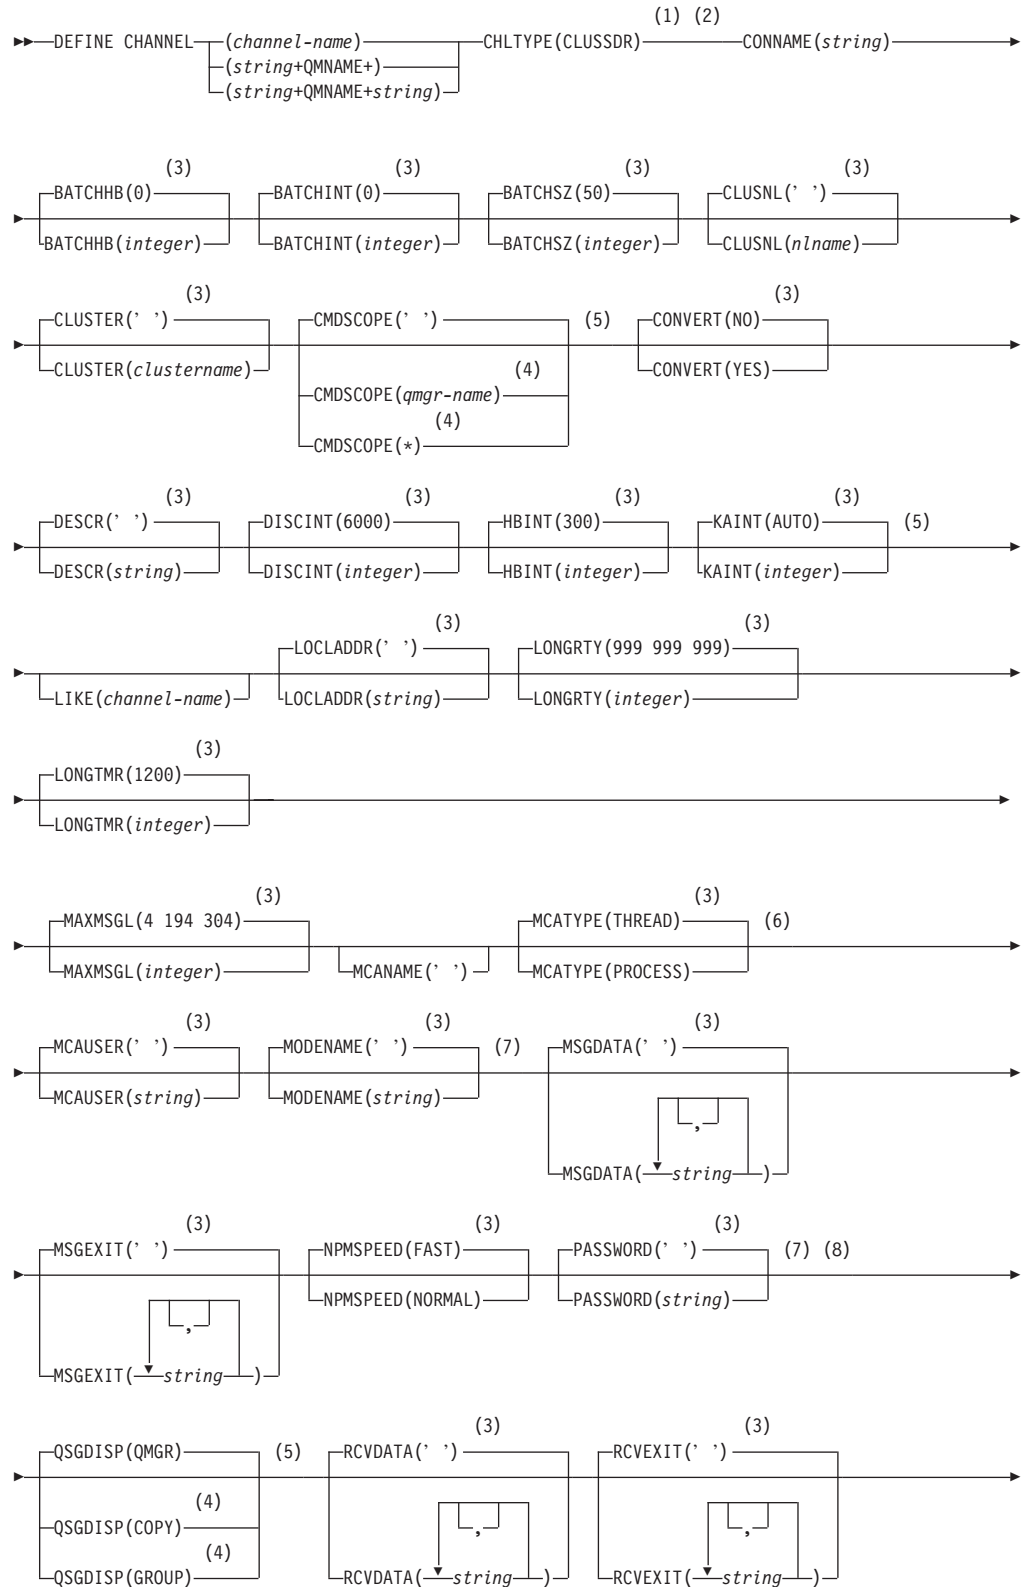 (1) (2)
DEFINE CHANNEL (channel-name) CHLTYPE(CLUSSDR) CONNAME(string)
(string+QMNAME+)
(string+QMNAME+string)
(3) (3) (3) (3)
BATCHHB(0) BATCHINT(0) BATCHSZ(50) CLUSNL(’ ’)
BATCHHB(integer) BATCHINT(integer) BATCHSZ(integer) CLUSNL(nlname)
(3) (3)
CLUSTER(’ ’) CMDSCOPE(’ ’) (5) CONVERT(NO)
CLUSTER(clustername) CONVERT(YES)
(4)
CMDSCOPE(qmgr-name)
(4)
CMDSCOPE(*)
(3) (3) (3) (3)
DESCR(’ ’) DISCINT(6000) HBINT(300) KAINT(AUTO) (5)
DESCR(string) DISCINT(integer) HBINT(integer) KAINT(integer)
(3) (3)
LOCLADDR(’ ’) LONGRTY(999 999 999)
LIKE(channel-name) LOCLADDR(string) LONGRTY(integer)
(3)
LONGTMR(1200)
LONGTMR(integer)
(3) (3)
MAXMSGL(4 194 304) MCATYPE(THREAD) (6)
MAXMSGL(integer) MCANAME(’ ’) MCATYPE(PROCESS)
(3) (3) (3)
MCAUSER(’ ’) MODENAME(’ ’) (7) MSGDATA(’ ’)
MCAUSER(string) MODENAME(string)
,
MSGDATA( string )
(3) (3) (3)
MSGEXIT(’ ’) NPMSPEED(FAST) PASSWORD(’ ’) (7) (8)
NPMSPEED(NORMAL) PASSWORD(string)
,
MSGEXIT( string )
(3) (3)
QSGDISP(QMGR) (5) RCVDATA(’ ’) RCVEXIT(’ ’)
(4)
QSGDISP(COPY) , ,
(4)
QSGDISP(GROUP) RCVDATA( string ) RCVEXIT( string )